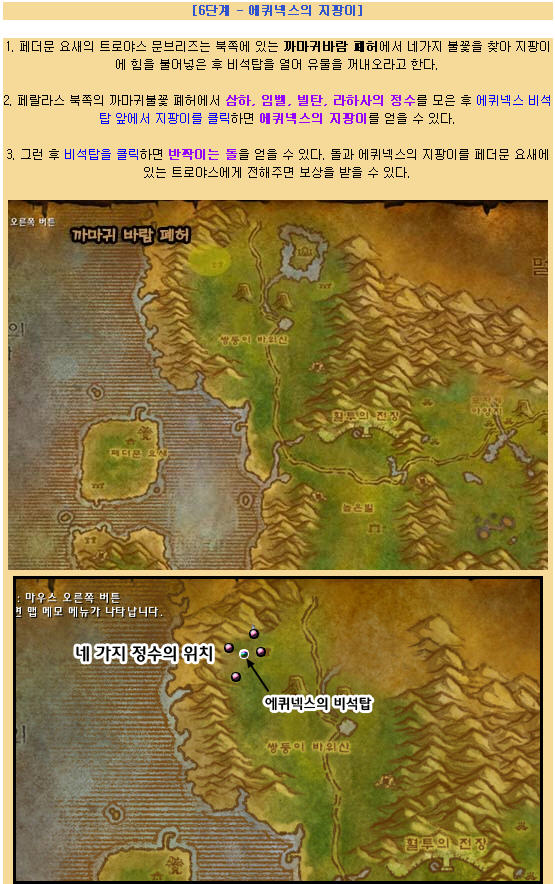 [6단계 - 에퀴넥스의 지팡이]
1. 페더문 요새의 트로야스 문브리즈는 북쪽에 있는 까마귀바람 폐허에서 네가지 불꽃을 찾아 지팡이
에 힘을 불어넣은 후 비석탑을 열어 유물을 꺼내오라고 한다.
2. 페랄라스 북쪽의 까마귀불꽃 폐허에서 샴하, 임벨, 빌탄, 라하사의 정수를 모은 후 에퀴넥스 비석
탑 앞에서 지팡이를 클릭하면 에퀴넥스의 지팡이를 얻을 수 있다.
3. 그런 후 비석탑을 클릭하면 반짝이는 돌을 얻을 수 있다. 돌과 에퀴넥스의 지팡이를 페더문 요새에
있는 트로야스에게 전해주면 보상을 받을 수 있다.
오른쪽 버튼
까마귀 바람 폐허
쌍둥이 바위산
혈투의 전장
야영지
페더문 요새
높은벌
: 마우스 오른쪽 버튼
면 맵 메모 메뉴가 나타납니다.
네 가지 정수의 위치
에퀴넥스의 비석탑
쌍둥이 바위산
혈투의 전장